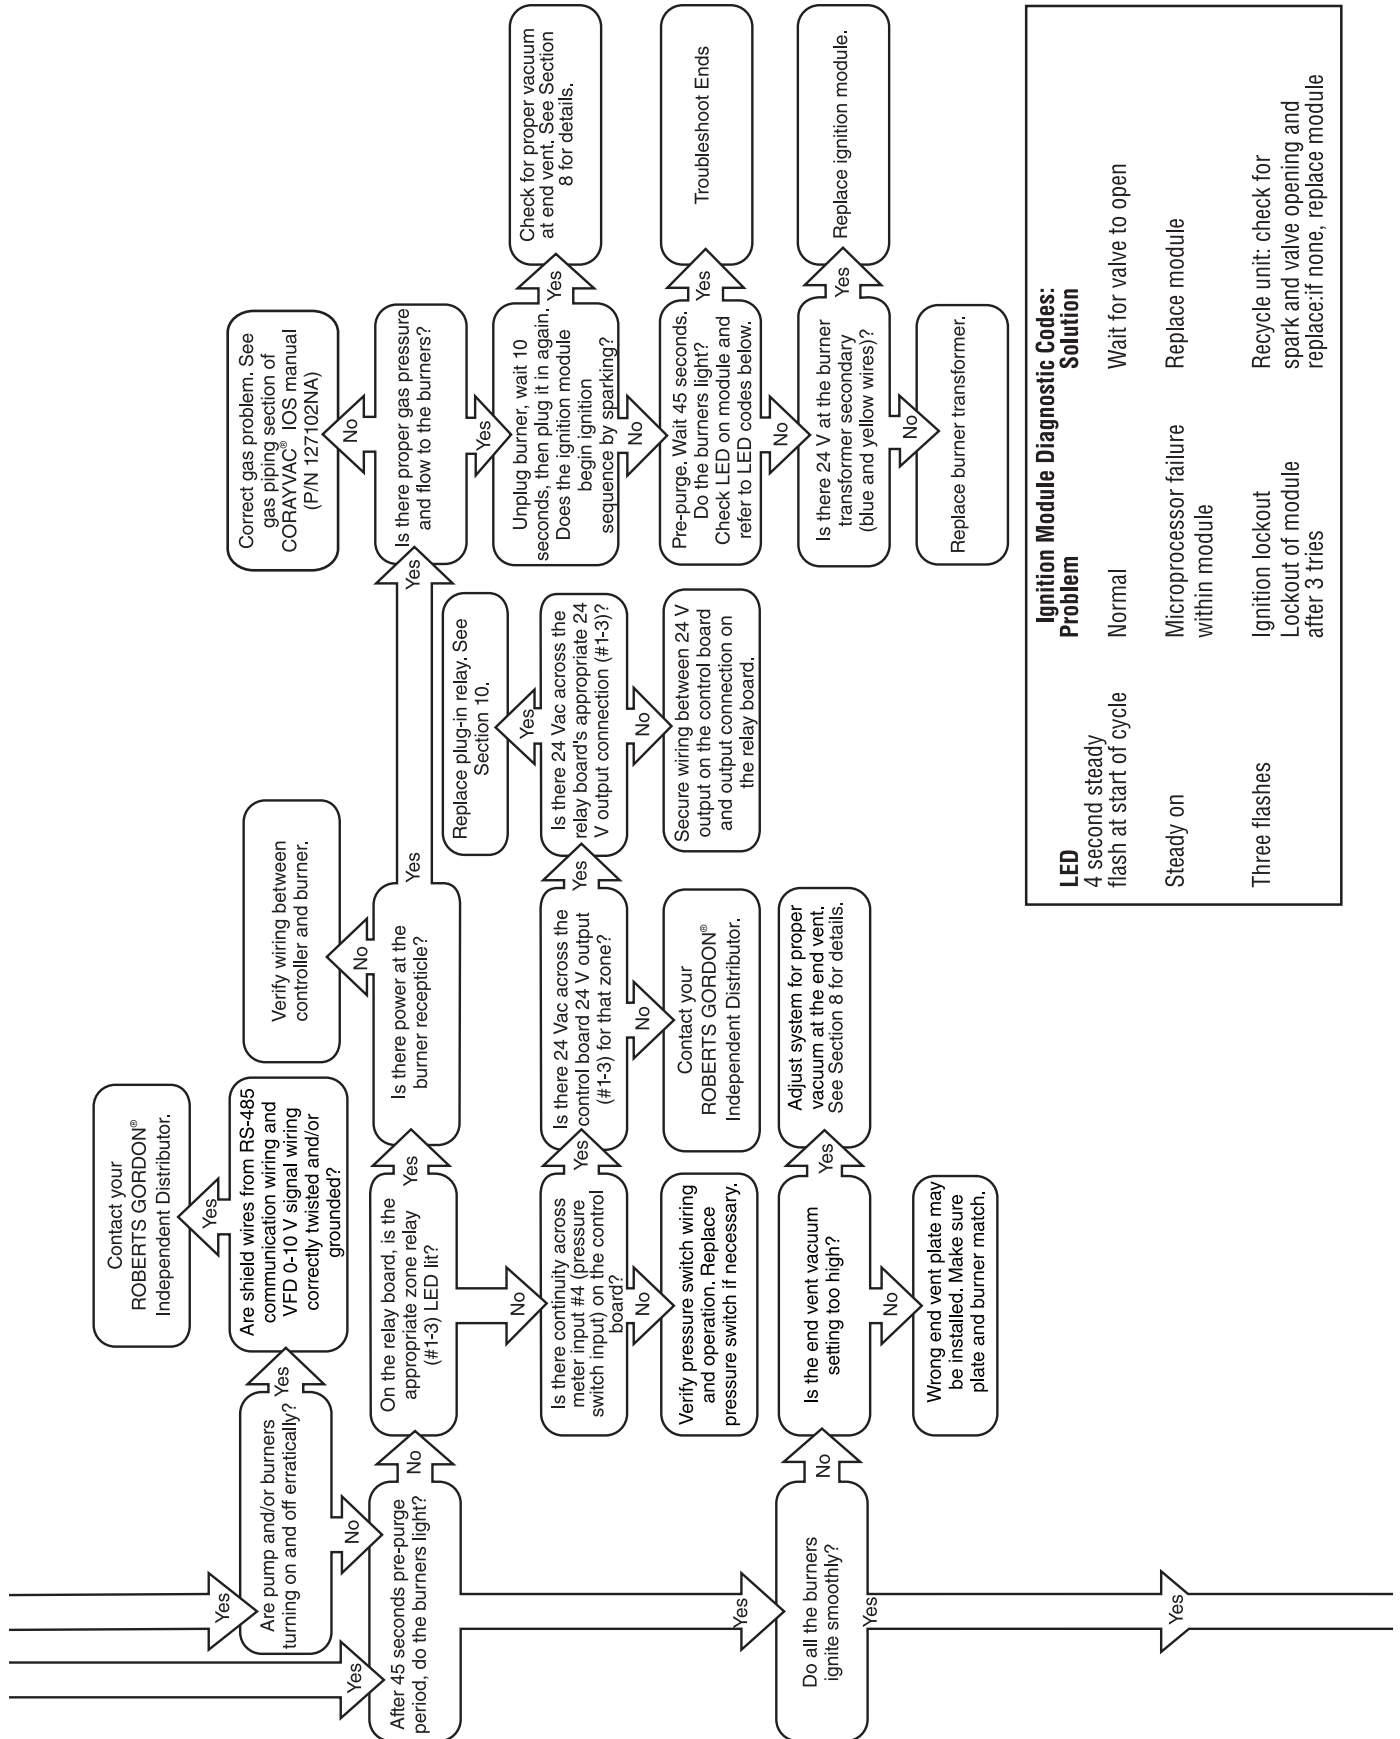 Contact your
ROBERTS GORDON®
Independent Distributor.
Yes
Are shield wires from RS-485
communication wiring and
VFD 0-10 V signal wiring
correctly twisted and/or
grounded?
Yes
Are pump and/or burners
turning on and off erratically?
Yes
No
Yes
After 45 seconds pre-purge
period, do the burners light?
No
On the relay board, is the
appropriate zone relay
(#1-3) LED lit?
Yes
Is there power at the
burner recepticle?
No
Verify wiring between
controller and burner.
Yes
Yes
Is there proper gas pressure
and flow to the burners?
No
Correct gas problem. See
gas piping section of
CORAYVAC® IOS manual
(P/N 127102NA)
Yes
Unplug burner, wait 10
seconds, then plug it in again.
Does the ignition module
begin ignition
sequence by sparking?
Yes
Check for proper vacuum
at end vent. See Section
8 for details.
No
Pre-purge. Wait 45 seconds.
Do the burners light?
Check LED on module and
refer to LED codes below.
Yes
Troubleshoot Ends
No
Is there 24 V at the burner
transformer secondary
(blue and yellow wires)?
Yes
Replace ignition module.
No
Replace burner transformer.
No
Is there continuity across
meter input #4 (pressure
switch input) on the control
board?
Yes
Is there 24 Vac across the
control board 24 V output
(#1-3) for that zone?
Yes
Is there 24 Vac across the
relay board's appropriate 24
V output connection (#1-3)?
Yes
Replace plug-in relay. See
Section 10.
No
Secure wiring between 24 V
output on the control board
and output connection on
the relay board.
No
Contact your
ROBERTS GORDON®
Independent Distributor.
No
Verify pressure switch wiring
and operation. Replace
pressure switch if necessary.
Yes
Do all the burners
ignite smoothly?
No
Is the end vent vacuum
setting too high?
Yes
Adjust system for proper
vacuum at the end vent.
See Section 8 for details.
No
Wrong end vent plate may
be installed. Make sure
plate and burner match.
Yes
Yes
Ignition Module Diagnostic Codes:
LED Problem Solution
4 second steady
flash at start of cycle Normal Wait for valve to open
Steady on Microprocessor failure Replace module
within module
Three flashes Ignition lockout Recycle unit: check for
Lockout of module spark and valve opening and
after 3 tries replace:if none, replace module